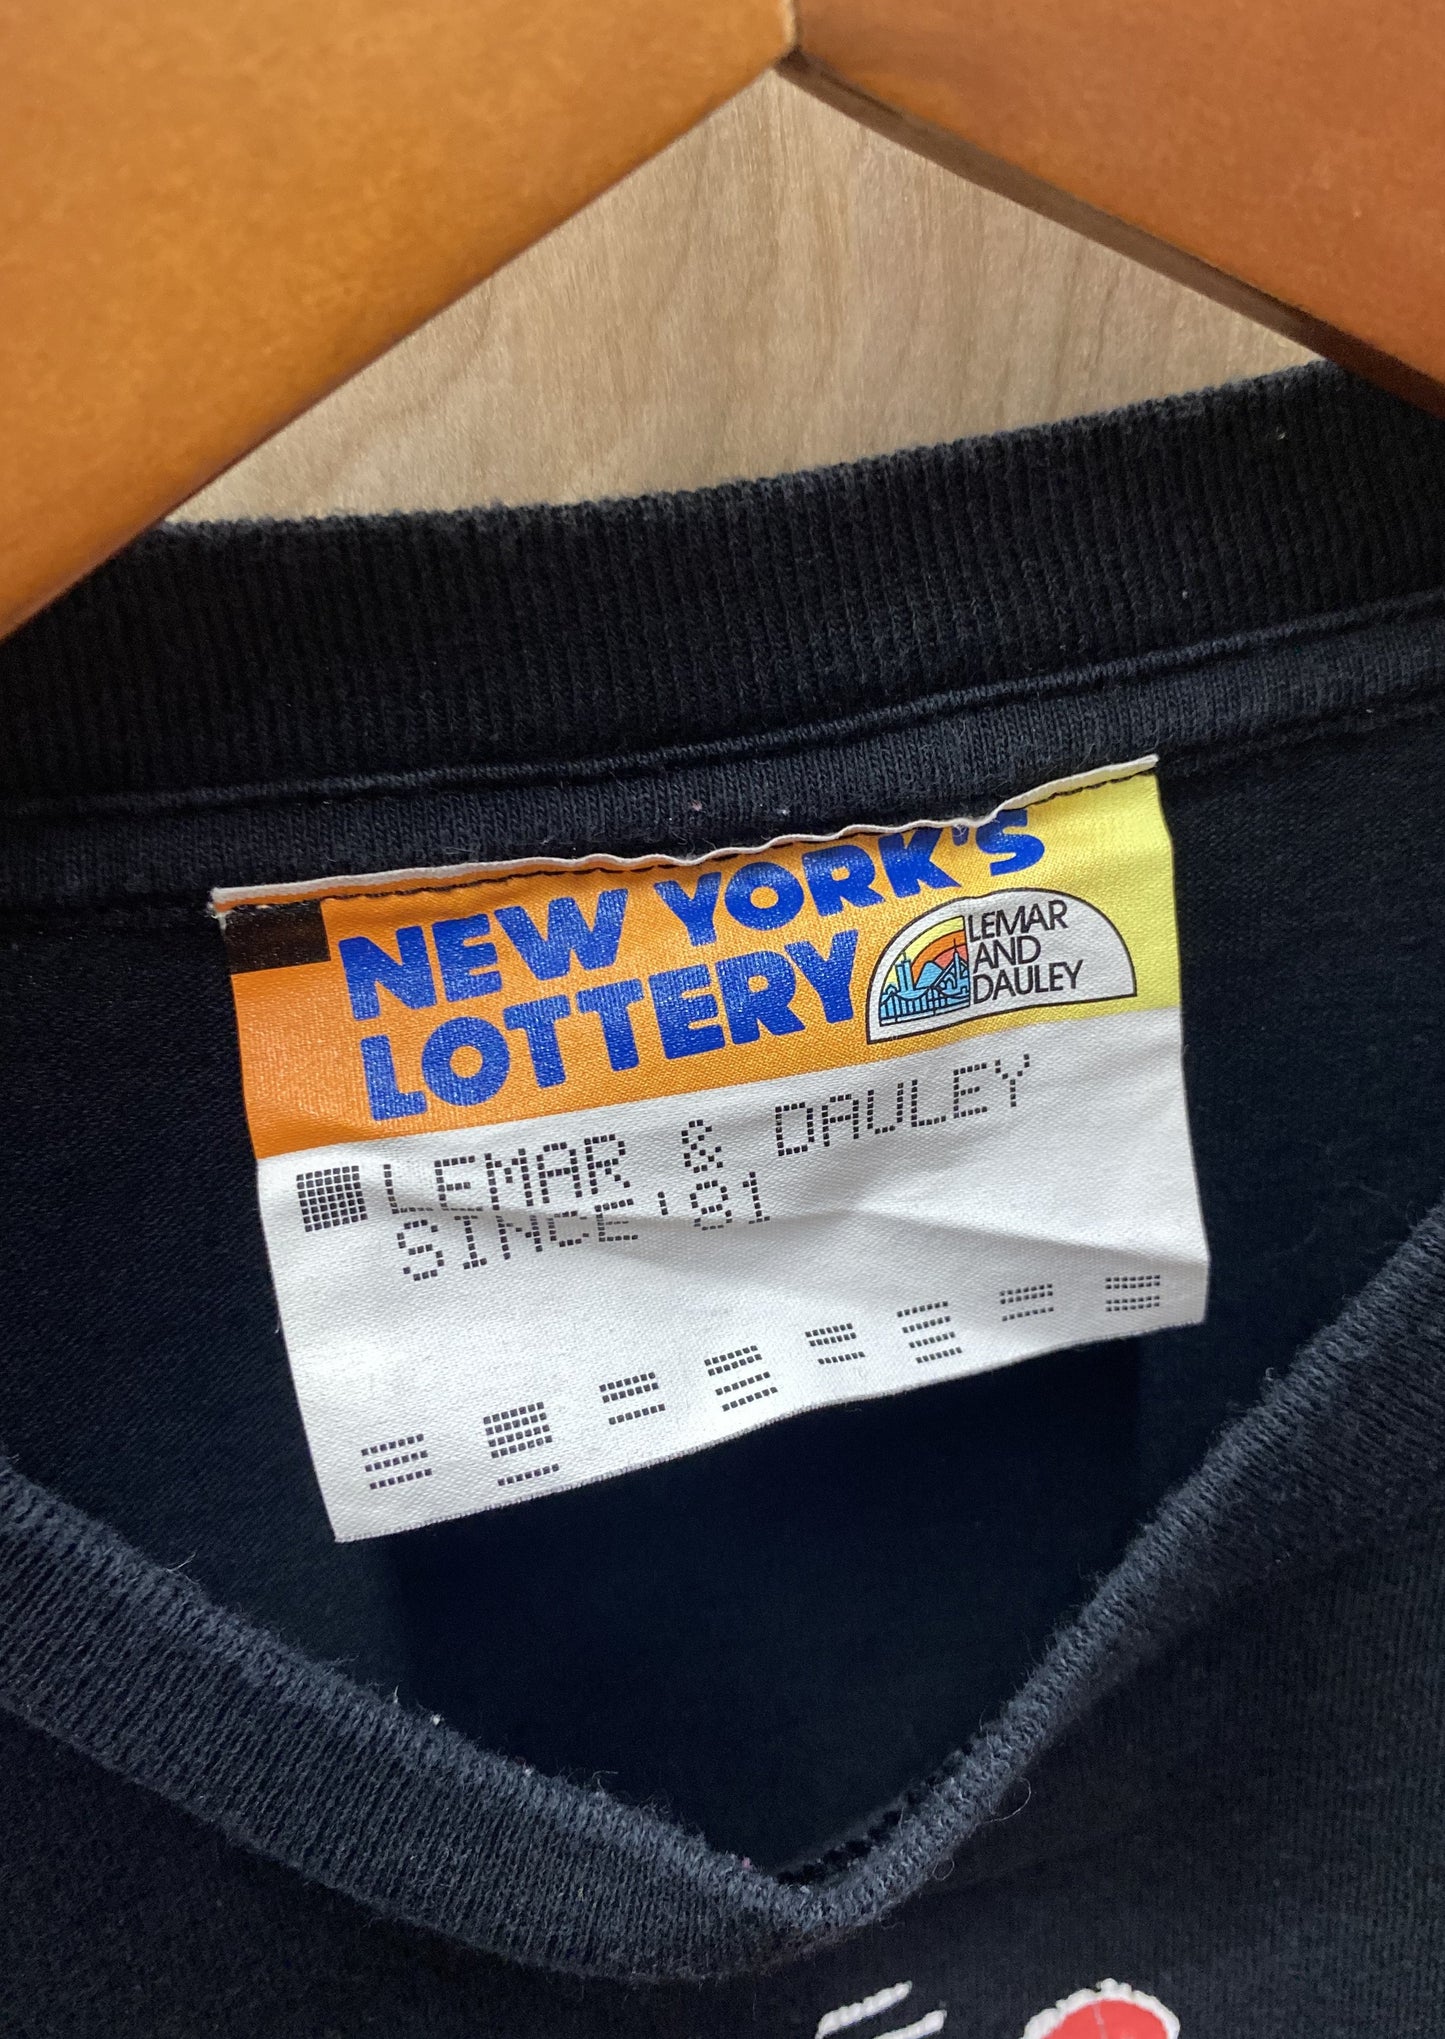 NEW YORK'S
LOTTERY
LEMAR
AND
DAULEY
LEMAR & DAULEY
SINCE '81